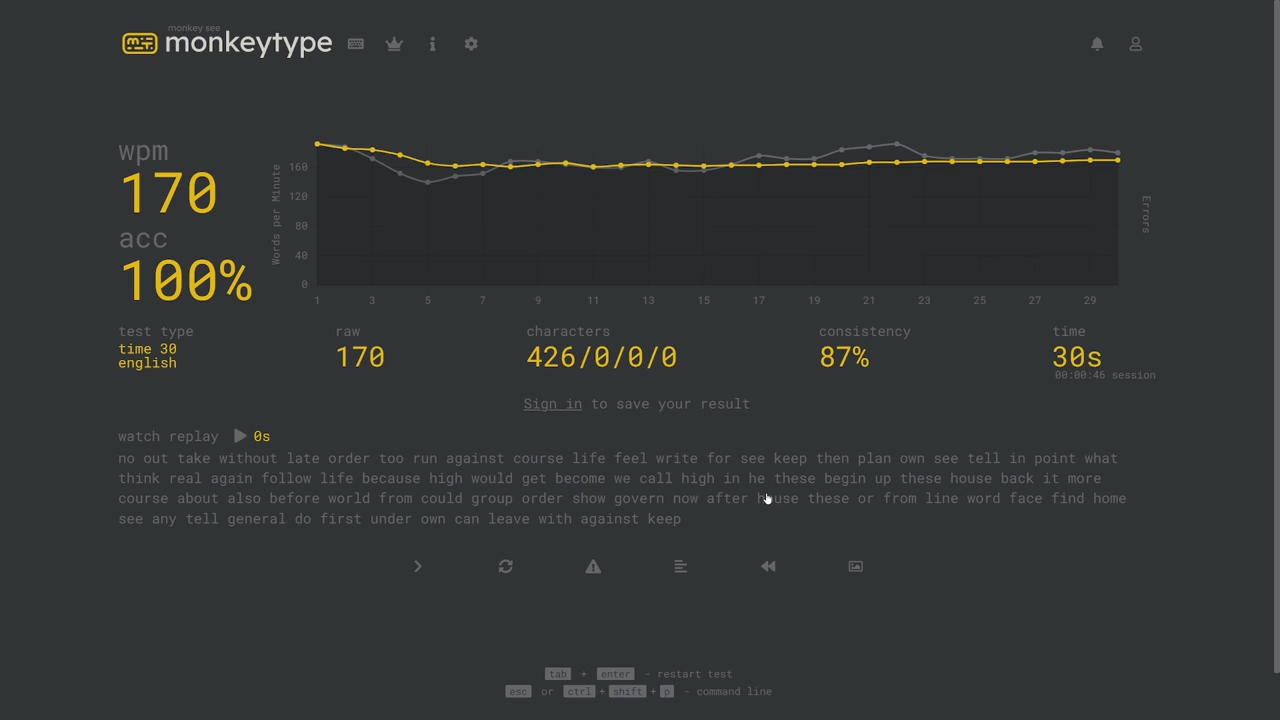 monkey see
monkeytype
wpm
170
acc
100%
Words per Minute
160
120
80
40
0
1 3 5 7 9 11 13 15 17 19 21 23 25 27 29
Errors
test type
time 30
english
raw
170
characters
426/0/0/0
consistency
87%
time
30s
00:00:46 session
Sign in to save your result
watch replay 0s
no out take without late order too run against course life feel write for see keep then plan own see tell in point what
think real again follow life because high would get become we call high in he these begin up these house back it more
course about also before world from could group order show govern now after house these or from line word face find home
see any tell general do first under own can leave with against keep
tab + enter - restart test
esc or ctrl + shift + p - command line